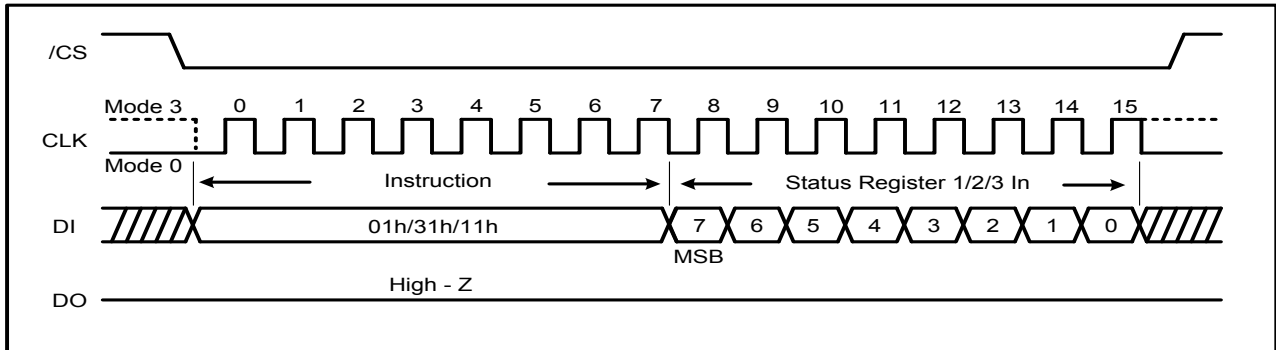 /CS
Mode 3 0 1 2 3 4 5 6 7 8 9 10 11 12 13 14 15
CLK
Mode 0
Instruction Status Register 1/2/3 In
DI 01h/31h/11h 7 6 5 4 3 2 1 0
MSB
High - Z
DO